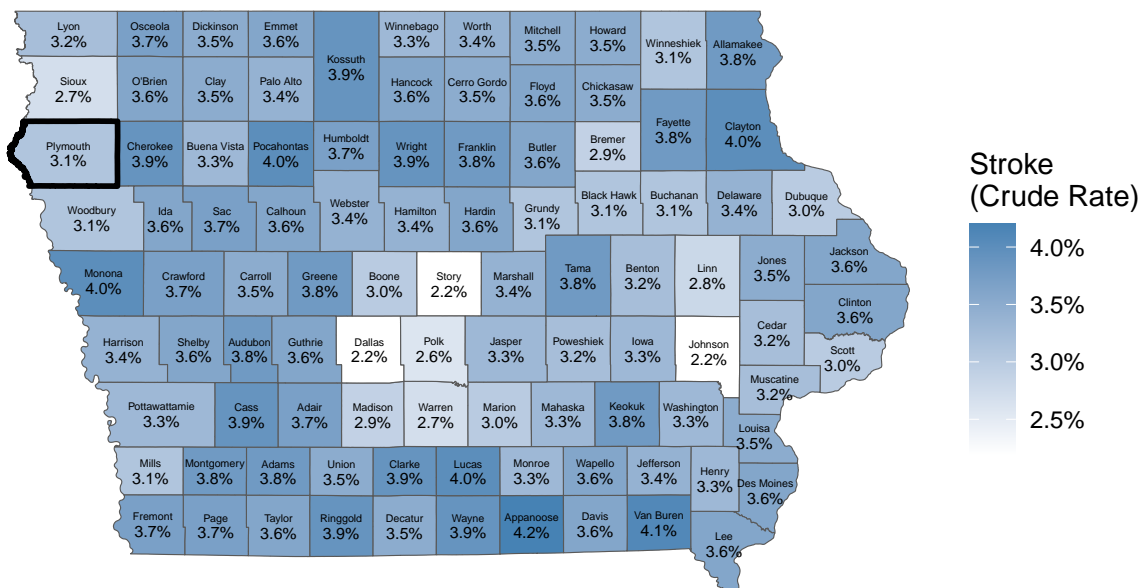 Lyon
3.2%
Osceola
3.7%
Dickinson
3.5%
Emmet
3.6%
Kossuth
3.9%
Winnebago
3.3%
Worth
3.4%
Mitchell
3.5%
Howard
3.5%
Winneshiek
3.1%
Allamakee
3.8%
Sioux
2.7%
O'Brien
3.6%
Clay
3.5%
Palo Alto
3.4%
Hancock
3.6%
Cerro Gordo
3.5%
Floyd
3.6%
Chickasaw
3.5%
Fayette
3.8%
Clayton
4.0%
Plymouth
3.1%
Cherokee
3.9%
Buena Vista
3.3%
Pocahontas
4.0%
Humboldt
3.7%
Wright
3.9%
Franklin
3.8%
Butler
3.6%
Bremer
2.9%
Woodbury
3.1%
Ida
3.6%
Sac
3.7%
Calhoun
3.6%
Webster
3.4%
Hamilton
3.4%
Hardin
3.6%
Grundy
3.1%
Black Hawk
3.1%
Buchanan
3.1%
Delaware
3.4%
Dubuque
3.0%
Monona
4.0%
Crawford
3.7%
Carroll
3.5%
Greene
3.8%
Boone
3.0%
Story
2.2%
Marshall
3.4%
Tama
3.8%
Benton
3.2%
Linn
2.8%
Jones
3.5%
Jackson
3.6%
Clinton
3.6%
Harrison
3.4%
Shelby
3.6%
Audubon
3.8%
Guthrie
3.6%
Dallas
2.2%
Polk
2.6%
Jasper
3.3%
Poweshiek
3.2%
Iowa
3.3%
Johnson
2.2%
Cedar
3.2%
Scott
3.0%
Muscatine
3.2%
Pottawattamie
3.3%
Cass
3.9%
Adair
3.7%
Madison
2.9%
Warren
2.7%
Marion
3.0%
Mahaska
3.3%
Keokuk
3.8%
Washington
3.3%
Louisa
3.5%
Mills
3.1%
Montgomery
3.8%
Adams
3.8%
Union
3.5%
Clarke
3.9%
Lucas
4.0%
Monroe
3.3%
Wapello
3.6%
Jefferson
3.4%
Henry
3.3%
Des Moines
3.6%
Fremont
3.7%
Page
3.7%
Taylor
3.6%
Ringgold
3.9%
Decatur
3.5%
Wayne
3.9%
Appanoose
4.2%
Davis
3.6%
Van Buren
4.1%
Lee
3.6%
Stroke
(Crude Rate)
4.0%
3.5%
3.0%
2.5%